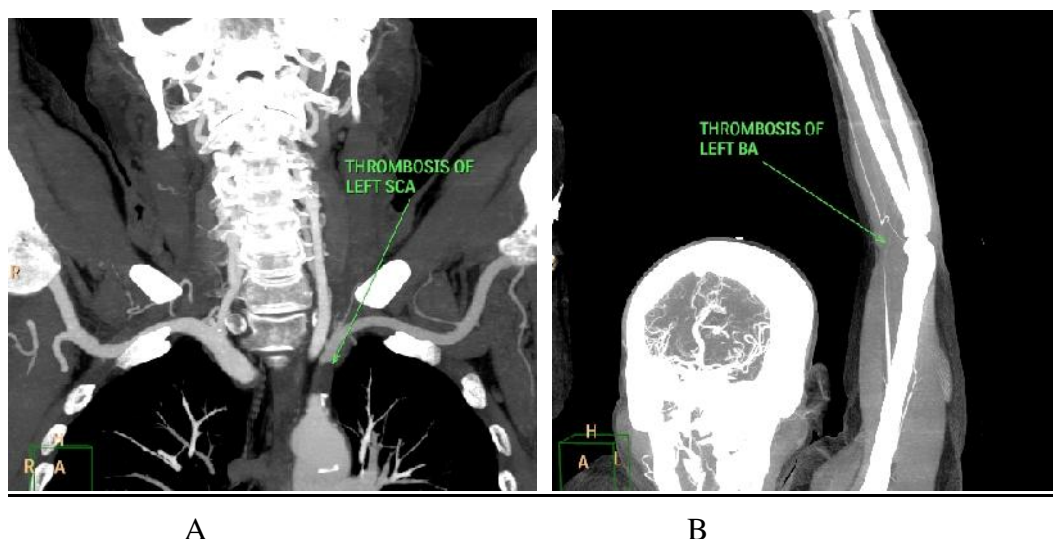 THROMBOSIS OF
LEFT SCA
R
H
R A
THROMBOSIS OF
LEFT BA
H
A L
A
B